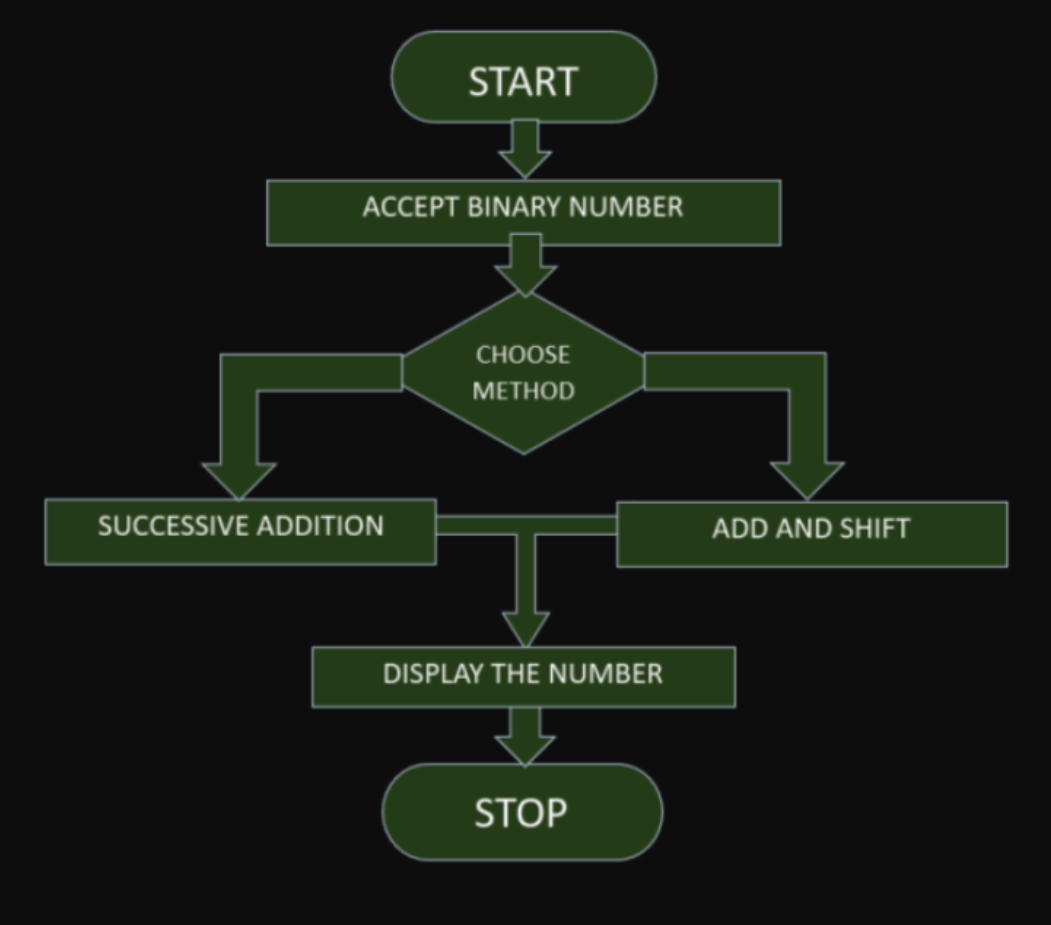 START
ACCEPT BINARY NUMBER
CHOOSE
METHOD
SUCCESSIVE ADDITION
ADD AND SHIFT
DISPLAY THE NUMBER
STOP